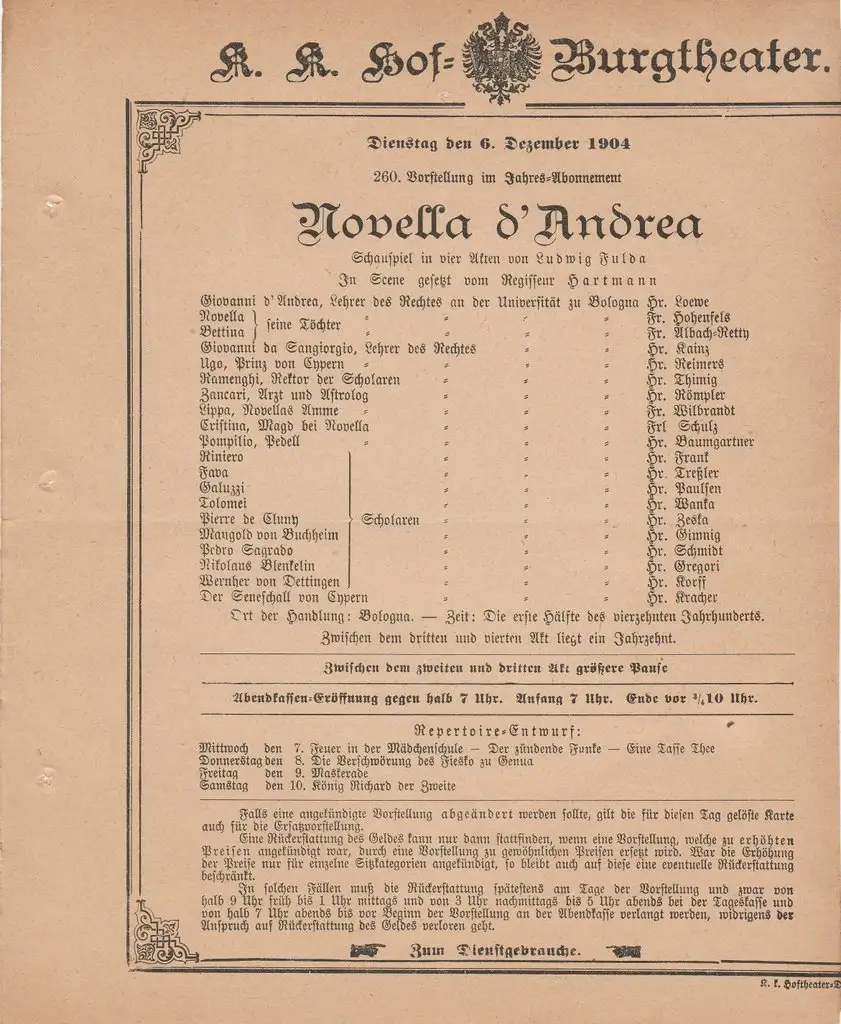 K. K. Hof-Burgtheater.
Dienstag den 6. Dezember 1904
260. Vorstellung im Jahres-Abonnement
Novella d'Andrea
Schauspiel in vier Akten von Ludwig Fulda
In Scene gesetzt vom Regisseur Hartmann
Giovanni d'Andrea, Lehrer des Rechtes an der Universität zu Bologna Hr. Loewe
Novella } seine Töchter Fr. Hohenfels
Bettina } Fr. Albach-Retty
Giovanni da Sangiorgio, Lehrer des Rechtes Hr. Kainz
Ugo, Prinz von Cypern Hr. Reimers
Ramenghi, Rektor der Scholaren Hr. Thimig
Zancari, Arzt und Astrolog Hr. Römpler
Lippa, Novellas Amme Fr. Wilbrandt
Cristina, Magd bei Novella Frl Schulz
Pompilio, Pedell Hr. Baumgartner
Riniero Hr. Frank
Fava Hr. Treßler
Galuzzi Hr. Paulsen
Tolomei Hr. Wanka
Pierre de Cluny } Scholaren Hr. Zeska
Maugold von Buchheim Hr. Gimnig
Pedro Sagrado Hr. Schmidt
Nikolaus Blenkelin Hr. Gregori
Wernher von Dettingen Hr. Korff
Der Seneschall von Cypern Hr. Kracher
Ort der Handlung: Bologna. — Zeit: Die erste Hälfte des vierzehnten Jahrhunderts.
Zwischen dem dritten und vierten Akt liegt ein Jahrzehnt.
Zwischen dem zweiten und dritten Akt größere Pause
Abendkassen-Eröffnung gegen halb 7 Uhr. Anfang 7 Uhr. Ende vor ¾10 Uhr.
Repertoire-Entwurf:
Mittwoch den 7. Feuer in der Mädchenschule — Der zündende Funke — Eine Tasse Thee
Donnerstag den 8. Die Verschwörung des Fiesko zu Genua
Freitag den 9. Maskerade
Samstag den 10. König Richard der Zweite
Falls eine angekündigte Vorstellung abgeändert werden sollte, gilt die für diesen Tag gelöste Karte
auch für die Ersatzvorstellung.
Eine Rückerstattung des Geldes kann nur dann stattfinden, wenn eine Vorstellung, welche zu erhöhten
Preisen angekündigt war, durch eine Vorstellung zu gewöhnlichen Preisen ersetzt wird. War die Erhöhung
der Preise nur für einzelne Sitzkategorien angekündigt, so bleibt auch auf diese eine eventuelle Rückerstattung
beschränkt.
In solchen Fällen muß die Rückerstattung spätestens am Tage der Vorstellung und zwar von
halb 9 Uhr früh bis 1 Uhr mittags und von 3 Uhr nachmittags bis 5 Uhr abends bei der Tageskasse und
von halb 7 Uhr abends bis vor Beginn der Vorstellung an der Abendkasse verlangt werden, widrigens der
Anspruch auf Rückerstattung des Geldes verloren geht.
Zum Dienstgebrauche.
K. k. Hoftheater-D